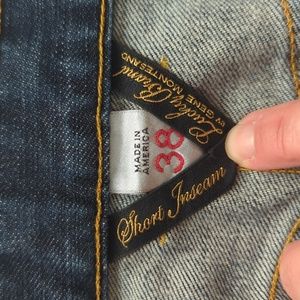 Lucky Brand
BY GENE MONTESANO
MADE IN
AMERICA
38
Short Inseam